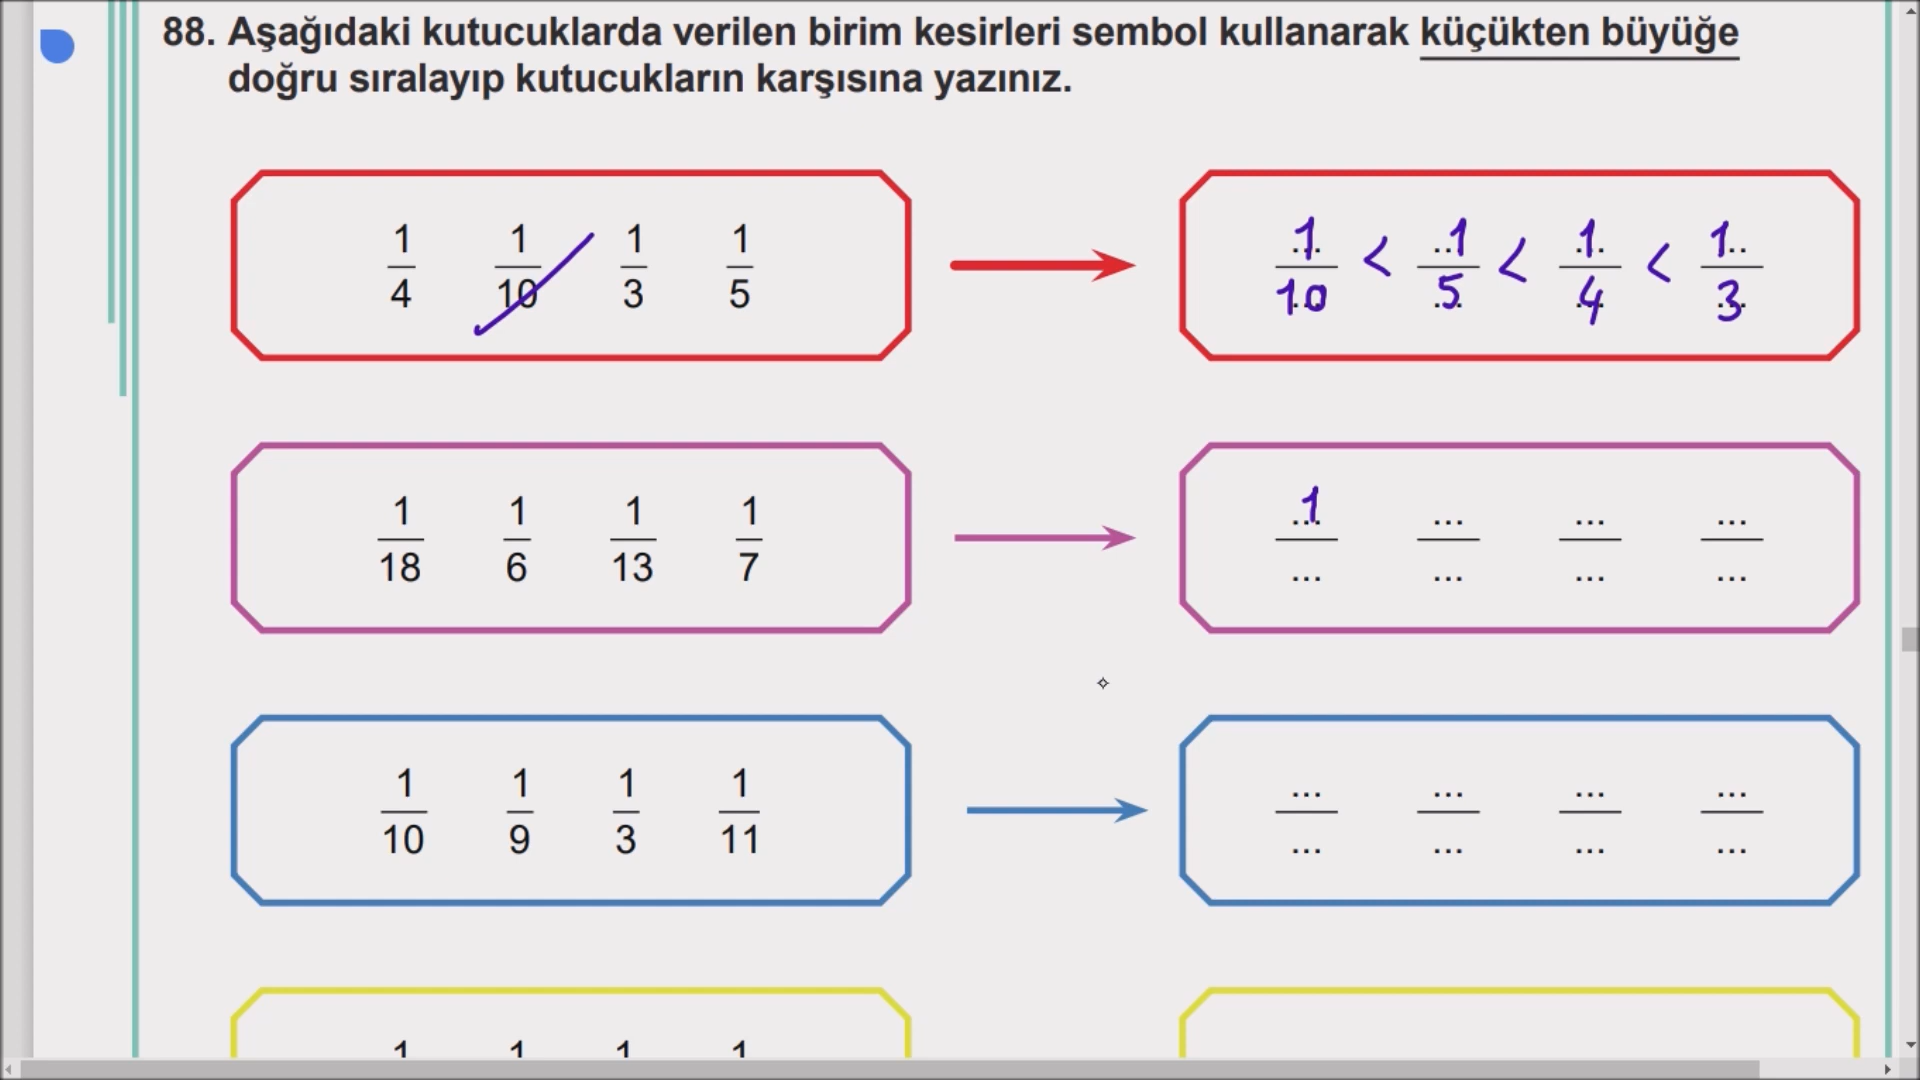 88. Aşağıdaki kutucuklarda verilen birim kesirleri sembol kullanarak küçükten büyüğe
doğru sıralayıp kutucukların karşısına yazınız.
1/4 1/10 1/3 1/5
1/10 < 1/5 < 1/4 < 1/3
1/18 1/6 1/13 1/7
1/... .../... .../... .../...
1/10 1/9 1/3 1/11
.../... .../... .../... .../...
1 1 1 1